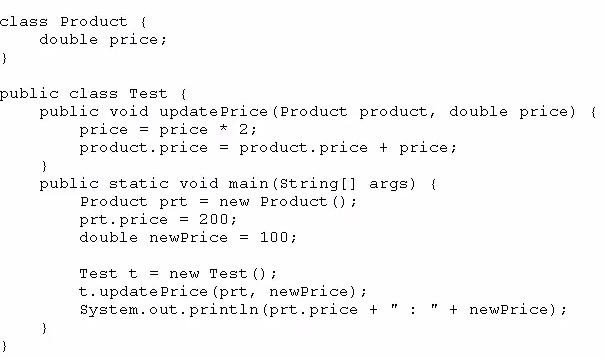 class Product {
    double price;
}

public class Test {
    public void updatePrice(Product product, double price) {
        price = price * 2;
        product.price = product.price + price;
    }
    public static void main(String[] args) {
        Product prt = new Product();
        prt.price = 200;
        double newPrice = 100;

        Test t = new Test();
        t.updatePrice(prt, newPrice);
        System.out.println(prt.price + " : " + newPrice);
    }
}